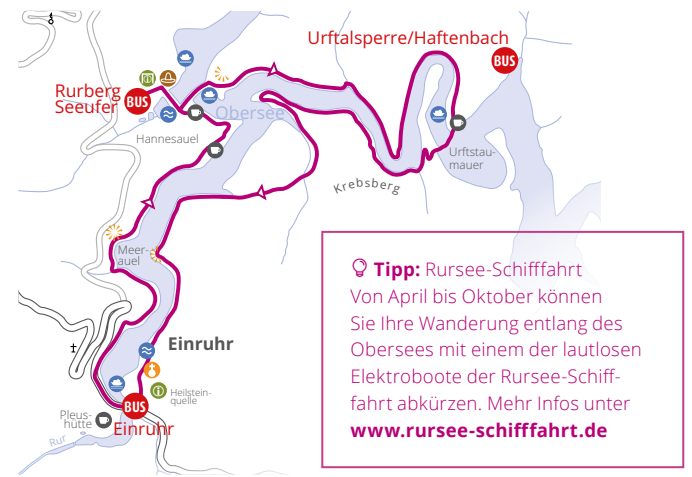 Urftalsperre/Haftenbach
BUS
Rurberg
Seeufer
BUS
Obersee
Hannesauel
Urftstau-
mauer
Krebsberg
Meer-
auel
Einruhr
Heilstein-
quelle
BUS
Pleus-
hütte
Einruhr
Rur
Tipp: Rursee-Schifffahrt
Von April bis Oktober können
Sie Ihre Wanderung entlang des
Obersees mit einem der lautlosen
Elektroboote der Rursee-Schiff-
fahrt abkürzen. Mehr Infos unter
www.rursee-schifffahrt.de